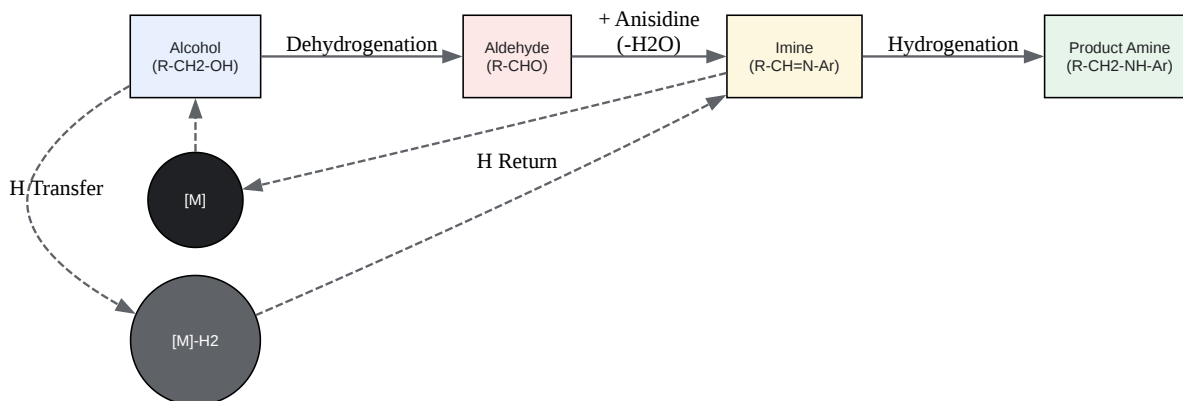 Alcohol
(R-CH2-OH)
Dehydrogenation
Aldehyde
(R-CHO)
+ Anisidine
(-H2O)
Imine
(R-CH=N-Ar)
Hydrogenation
Product Amine
(R-CH2-NH-Ar)
H Transfer
[M]
H Return
[M]-H2